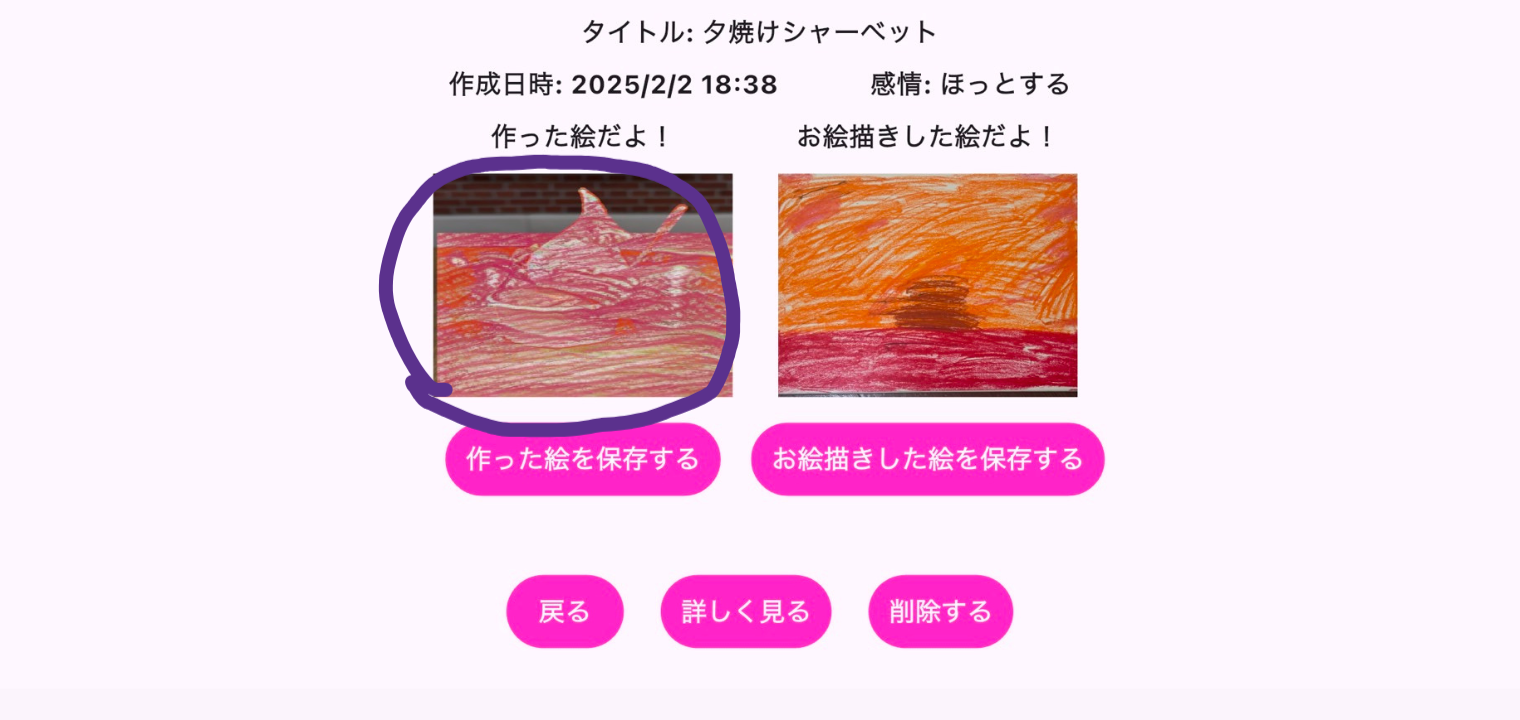 タイトル: 夕焼けシャーベット
作成日時: 2025/2/2 18:38 感情: ほっとする
作った絵だよ！ お絵描きした絵だよ！
作った絵を保存する お絵描きした絵を保存する
戻る 詳しく見る 削除する